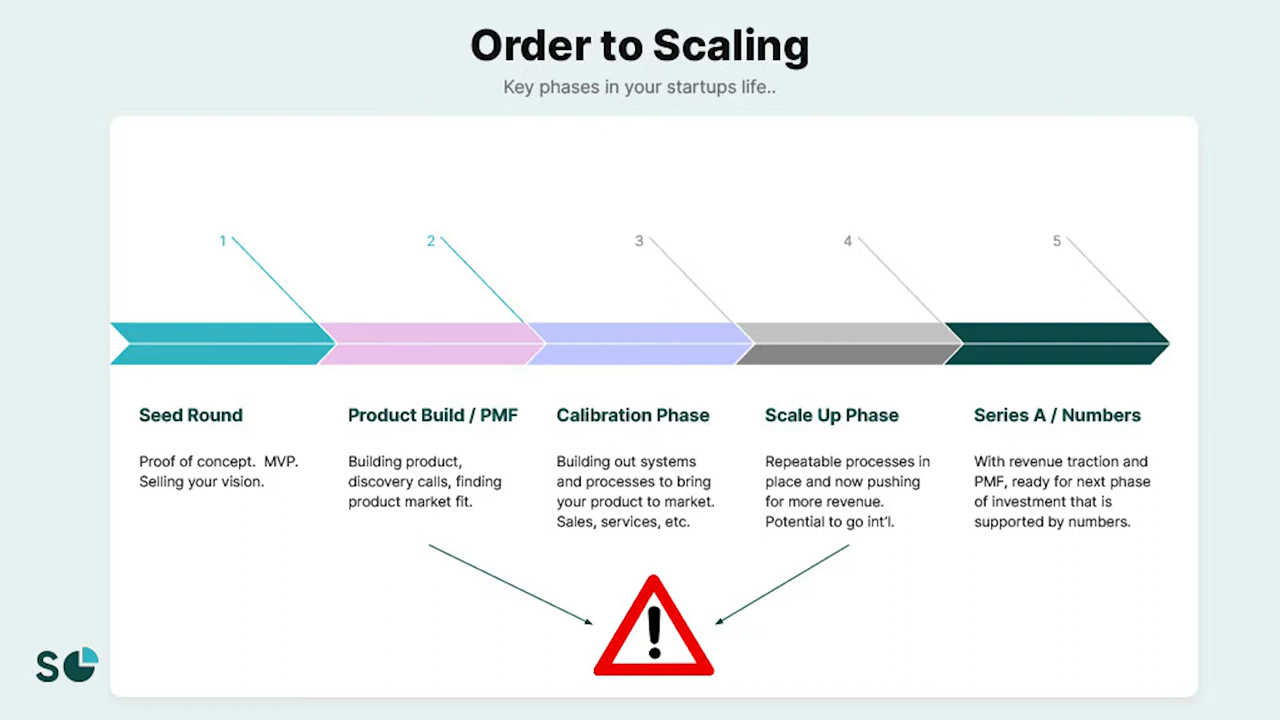 Order to Scaling
Key phases in your startups life..
1
2
3
4
5
Seed Round
Proof of concept.  MVP.
Selling your vision.
Product Build / PMF
Building product,
discovery calls, finding
product market fit.
Calibration Phase
Building out systems
and processes to bring
your product to market.
Sales, services, etc.
Scale Up Phase
Repeatable processes in
place and now pushing
for more revenue.
Potential to go int'l.
Series A / Numbers
With revenue traction and
PMF, ready for next phase
of investment that is
supported by numbers.
!
S